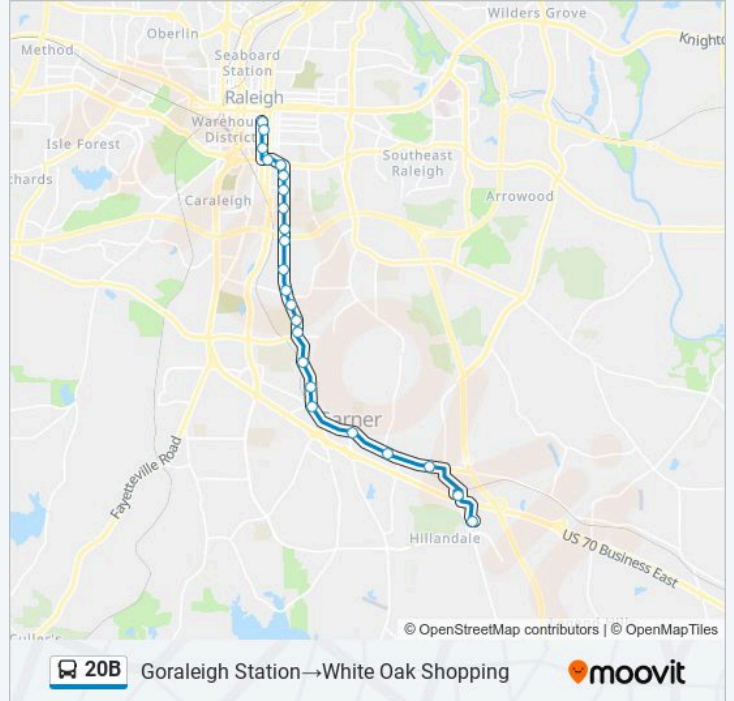 Wilders Grove
Oberlin
Method
Knight
Seaboard
Station
Raleigh
Warehou
District
Isle Forest
Southeast
Raleigh
chards
Caraleigh
Arrowood
Garner
Fayetteville Road
Hillandale
US 70 Business East
© OpenStreetMap contributors | © OpenMapTiles
20B Goraleigh Station→White Oak Shopping
moovit